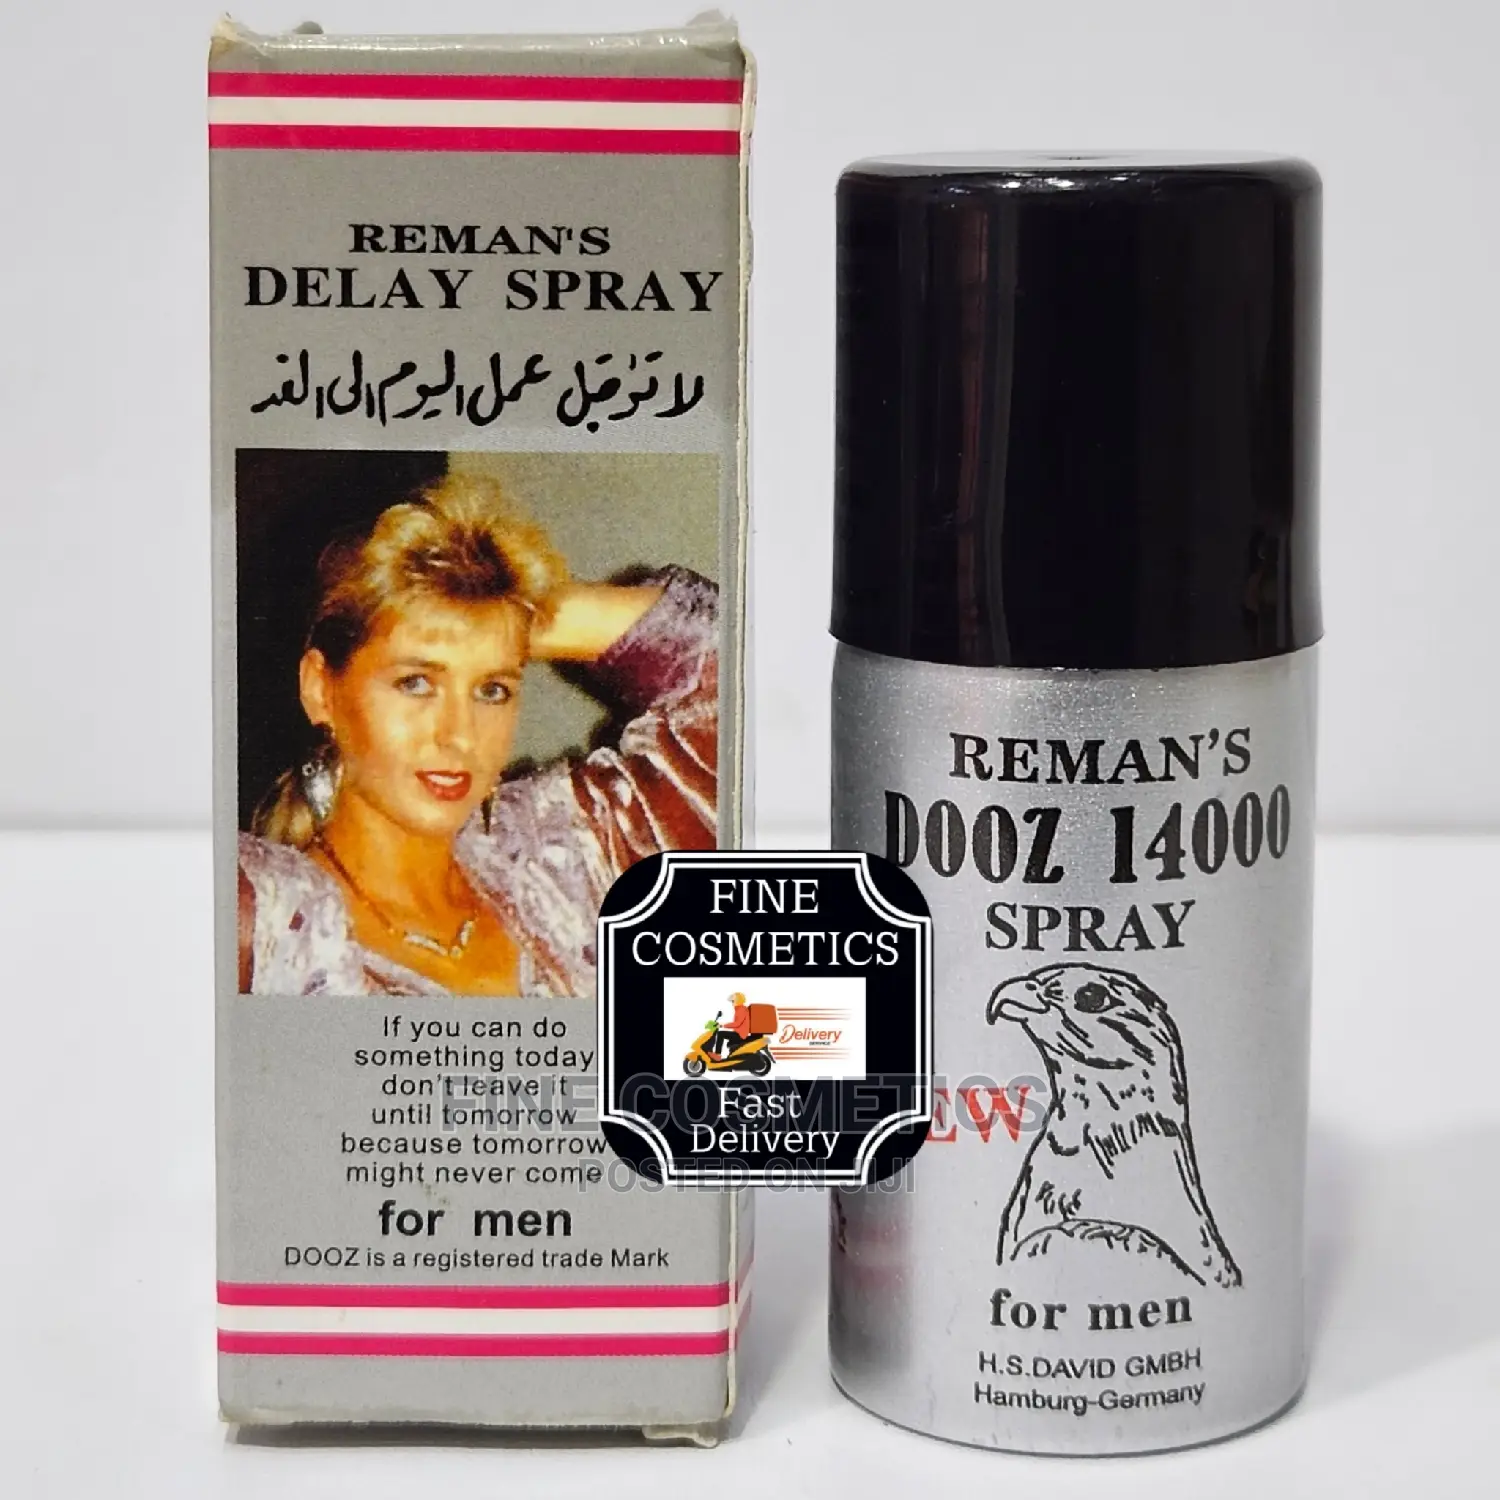 REMAN'S
DELAY SPRAY
لا تؤجل عمل اليوم الى الغد
If you can do
something today
don't leave it
until tomorrow
because tomorrow
might never come
for men
DOOZ is a registered trade Mark
REMAN'S
DOOZ 14000
SPRAY
EW
for men
H.S.DAVID GMBH
Hamburg-Germany
FINE
COSMETICS
Delivery
Fast
Delivery
FINE COSMETICS
POSTED ON JIJI